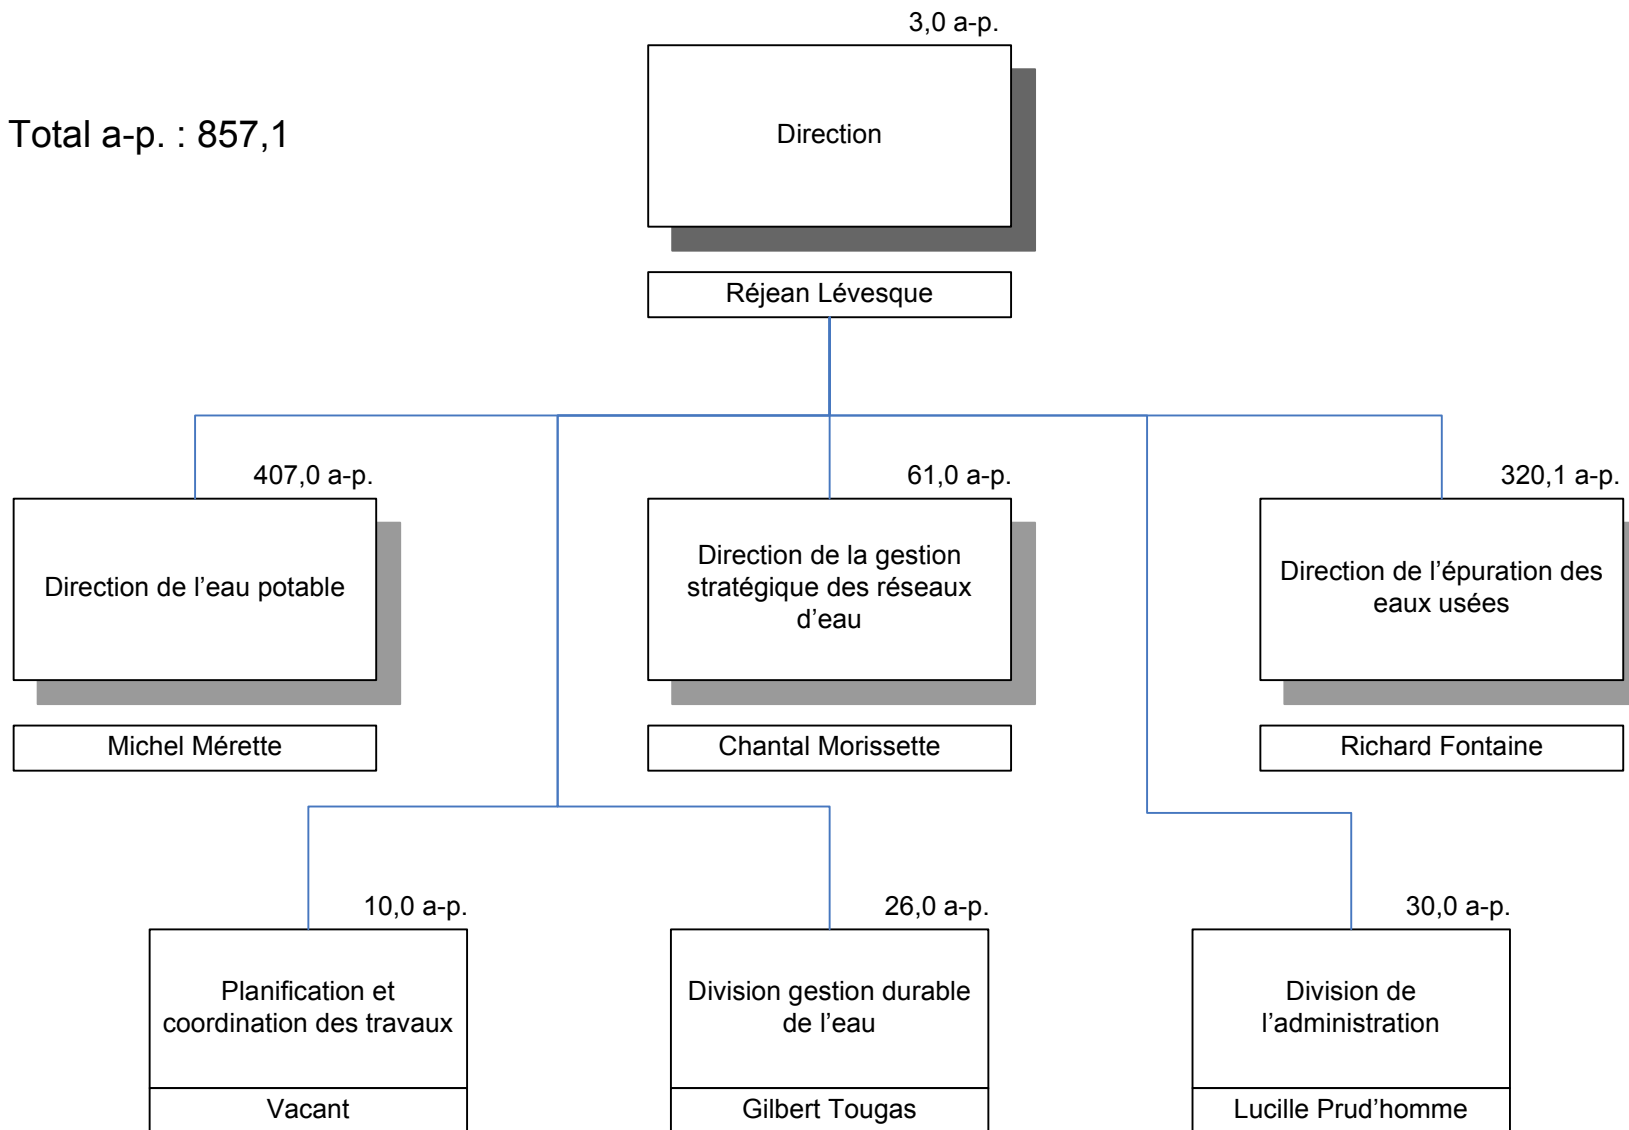 3,0 a-p.
Total a-p. : 857,1
Direction
Réjean Lévesque
407,0 a-p.
Direction de l’eau potable
Michel Mérette
61,0 a-p.
Direction de la gestion
stratégique des réseaux
d’eau
Chantal Morissette
320,1 a-p.
Direction de l’épuration des
eaux usées
Richard Fontaine
10,0 a-p.
Planification et
coordination des travaux
Vacant
26,0 a-p.
Division gestion durable
de l’eau
Gilbert Tougas
30,0 a-p.
Division de
l’administration
Lucille Prud’homme